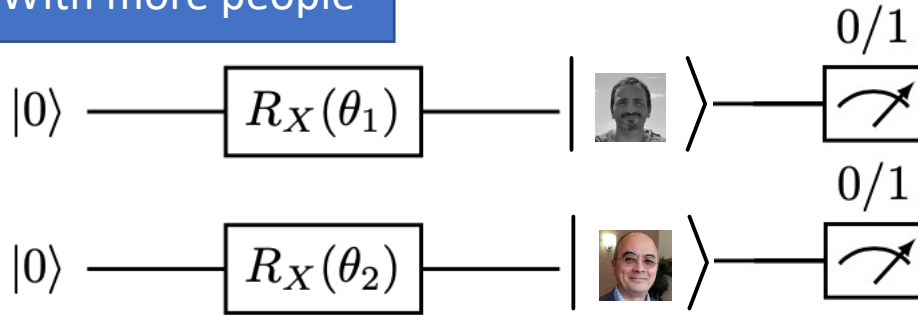 With more people
0/1
|0⟩ R_X(θ_1) | ⟩
0/1
|0⟩ R_X(θ_2) | ⟩